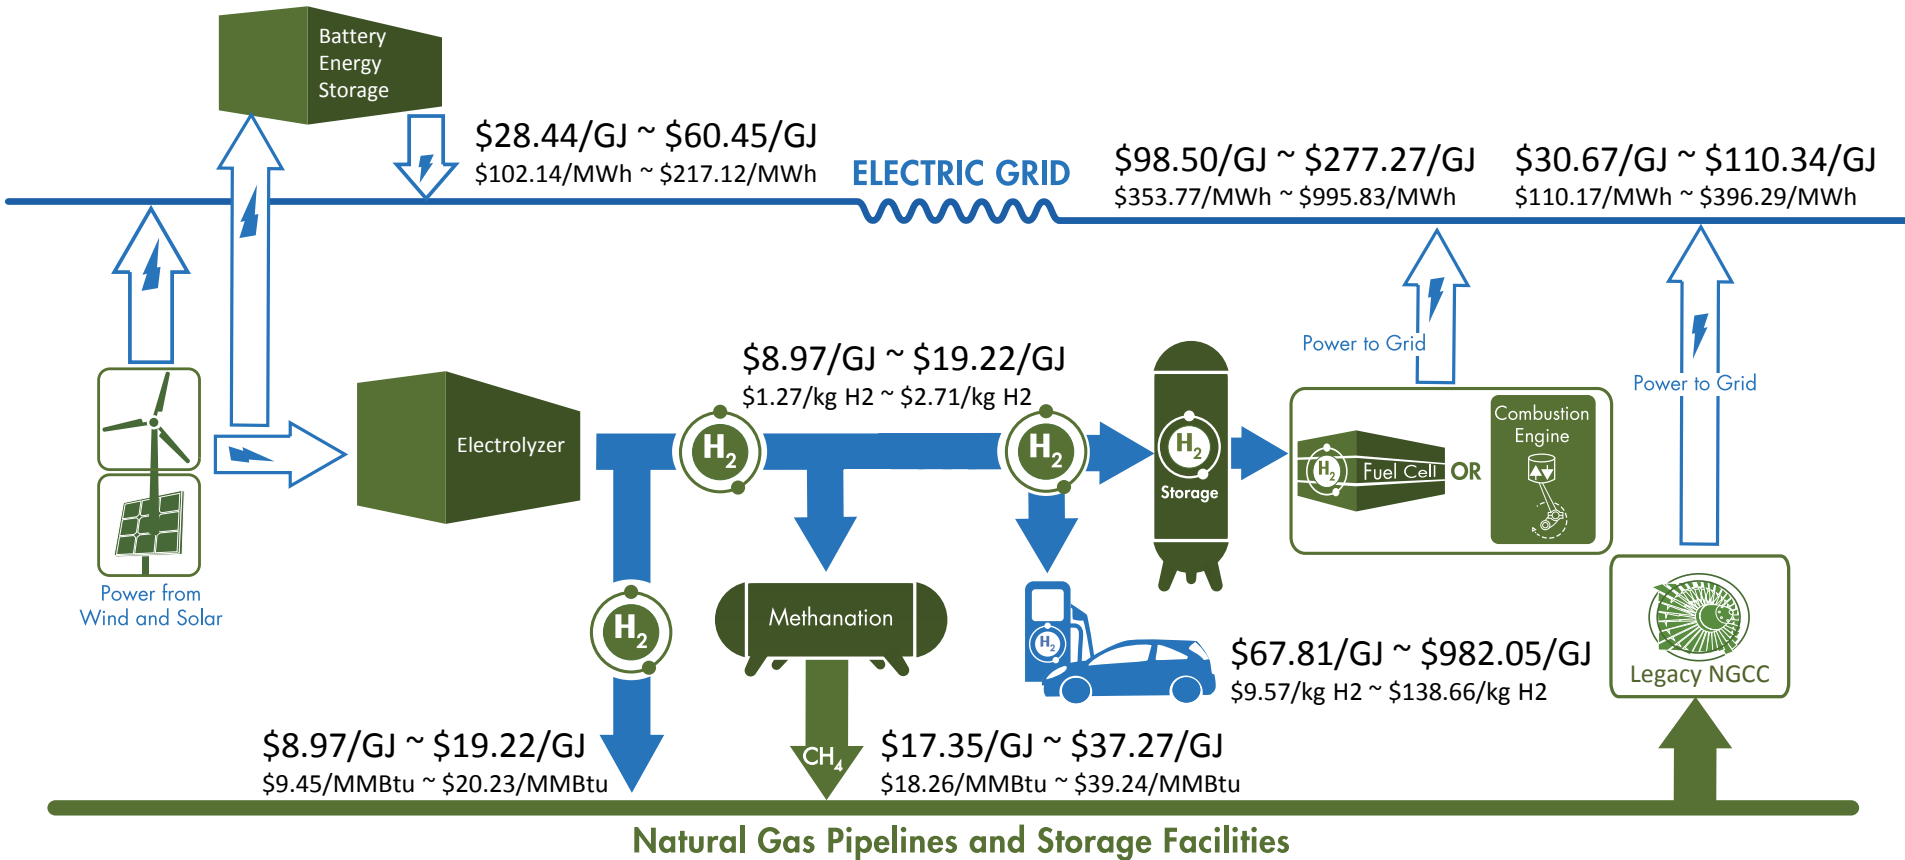 Battery
Energy
Storage
$28.44/GJ ~ $60.45/GJ
$102.14/MWh ~ $217.12/MWh
ELECTRIC GRID
$98.50/GJ ~ $277.27/GJ
$353.77/MWh ~ $995.83/MWh
$30.67/GJ ~ $110.34/GJ
$110.17/MWh ~ $396.29/MWh
Power to Grid
Power to Grid
$8.97/GJ ~ $19.22/GJ
$1.27/kg H2 ~ $2.71/kg H2
Electrolyzer
H2
H2
H2
Storage
H2
Fuel Cell
OR
Combustion
Engine
Power from
Wind and Solar
H2
Methanation
H2
$67.81/GJ ~ $982.05/GJ
$9.57/kg H2 ~ $138.66/kg H2
Legacy NGCC
$8.97/GJ ~ $19.22/GJ
$9.45/MMBtu ~ $20.23/MMBtu
CH4
$17.35/GJ ~ $37.27/GJ
$18.26/MMBtu ~ $39.24/MMBtu
Natural Gas Pipelines and Storage Facilities